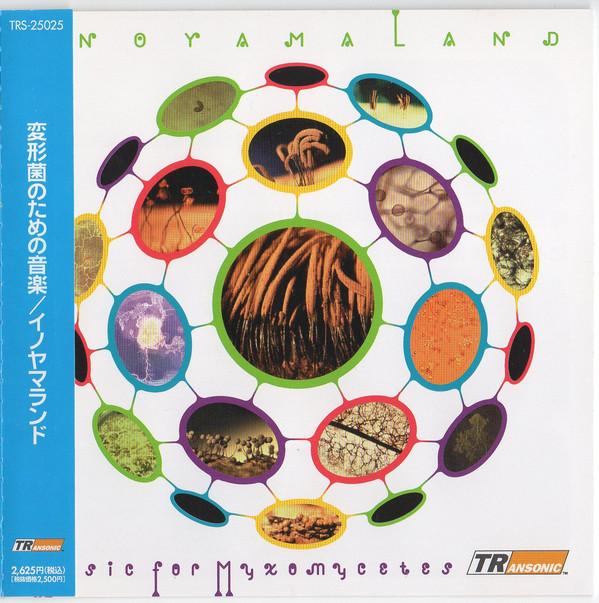 TRS-25025
NOYAMALAND
変形菌のための音楽／イノヤマランド
TRANSONIC™
2,625円(税込)
[税抜価格2,500円]
sic for Myxomycetes
TRANSONIC™